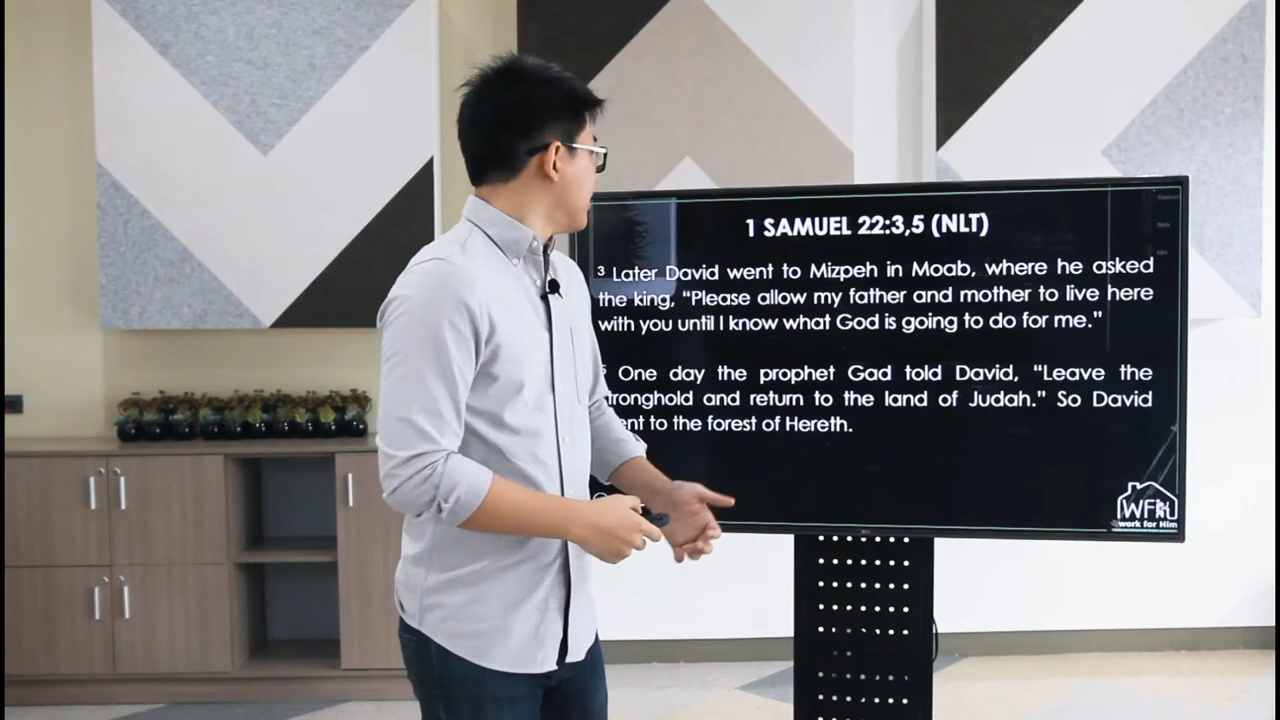 1 SAMUEL 22:3,5 (NLT)
3 Later David went to Mizpeh in Moab, where he asked
the king, “Please allow my father and mother to live here
with you until I know what God is going to do for me.”
One day the prophet Gad told David, “Leave the
tronghold and return to the land of Judah.” So David
ent to the forest of Hereth.
WFH
work for Him